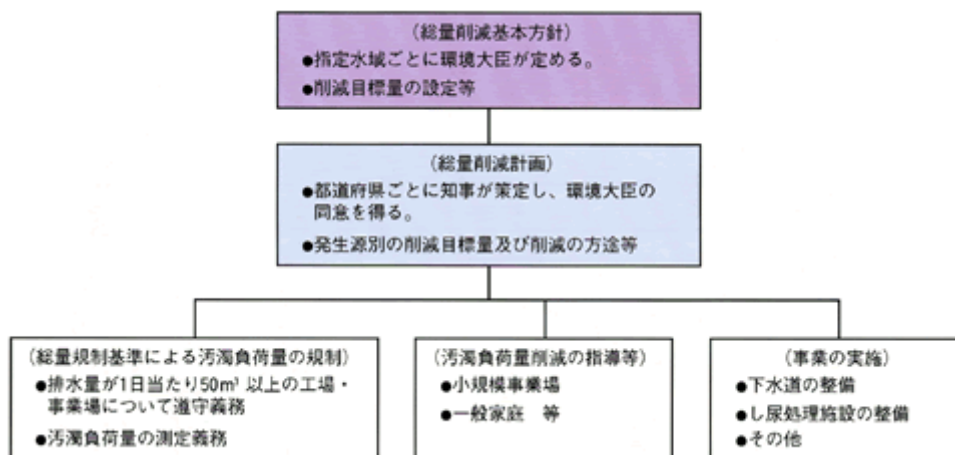 (総量削減基本方針)
●指定水域ごとに環境大臣が定める。
●削減目標量の設定等
(総量削減計画)
●都道府県ごとに知事が策定し、環境大臣の
同意を得る。
●発生源別の削減目標量及び削減の方途等
(総量規制基準による汚濁負荷量の規制)
●排水量が1日当たり50m³以上の工場・
事業場について遵守義務
●汚濁負荷量の測定義務
(汚濁負荷量削減の指導等)
●小規模事業場
●一般家庭 等
(事業の実施)
●下水道の整備
●し尿処理施設の整備
●その他